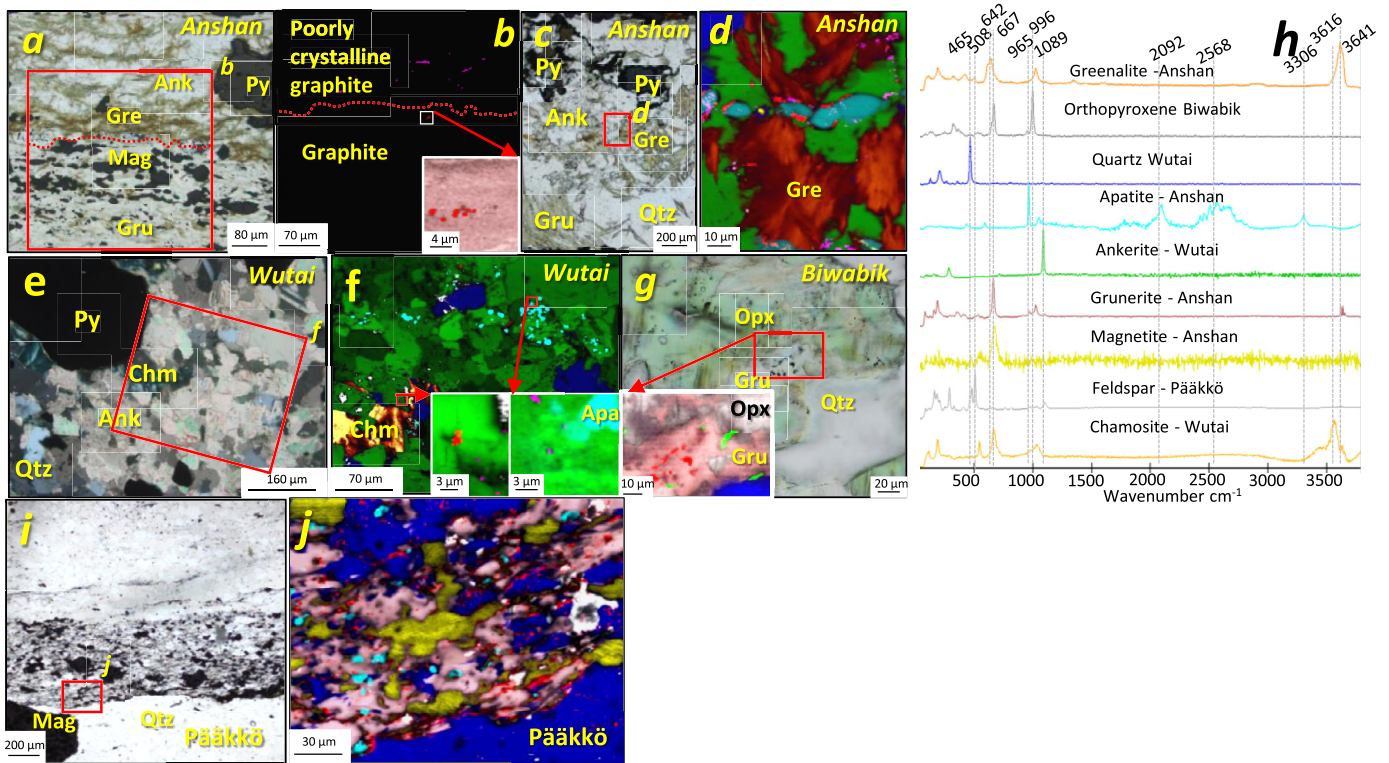 a
Anshan
Ank
b
Py
Gre
Mag
Gru
80 µm
Poorly
crystalline
graphite
b
Graphite
4 µm
70 µm
c
Anshan
Py
Py
Ank
d
Gre
Gru
Qtz
200 µm
d
Anshan
Gre
10 µm
e
Wutai
Py
f
Chm
Ank
Qtz
160 µm
f
Wutai
Chm
Apa
70 µm
3 µm
3 µm
g
Biwabik
Opx
Gru
Qtz
Opx
Gru
10 µm
20 µm
h
465
508
642
667
965
996
1089
2092
2568
3306
3616
3641
Greenalite -Anshan
Orthopyroxene Biwabik
Quartz Wutai
Apatite - Anshan
Ankerite - Wutai
Grunerite - Anshan
Magnetite - Anshan
Feldspar - Pääkkö
Chamosite - Wutai
500 1000 1500 2000 2500 3000 3500
Wavenumber cm-1
i
j
Mag
Qtz
Pääkkö
200 µm
j
30 µm
Pääkkö